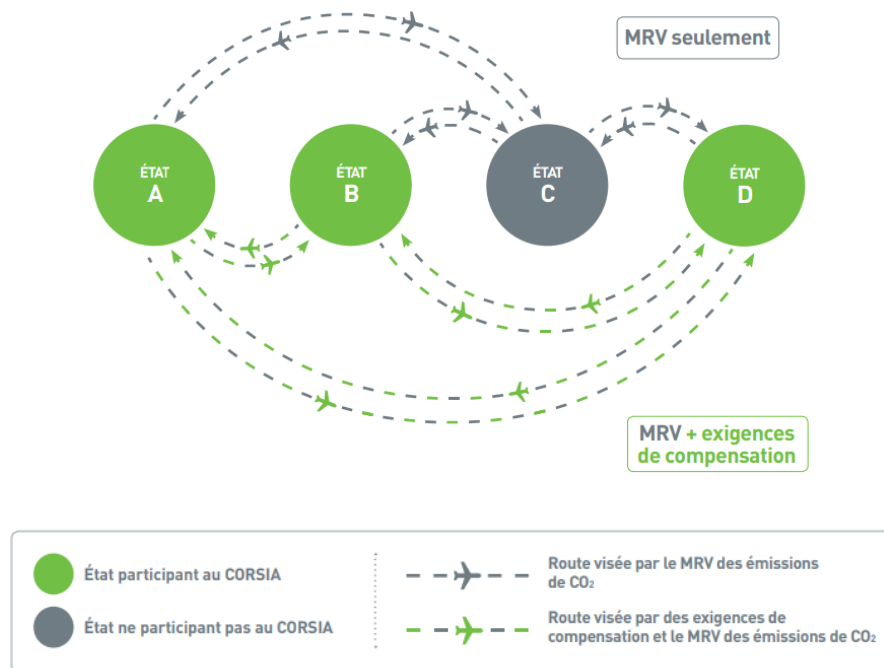 MRV seulement
ÉTAT
A
ÉTAT
B
ÉTAT
C
ÉTAT
D
MRV + exigences
de compensation
État participant au CORSIA
État ne participant pas au CORSIA
Route visée par le MRV des émissions
de CO₂
Route visée par des exigences de
compensation et le MRV des émissions de CO₂